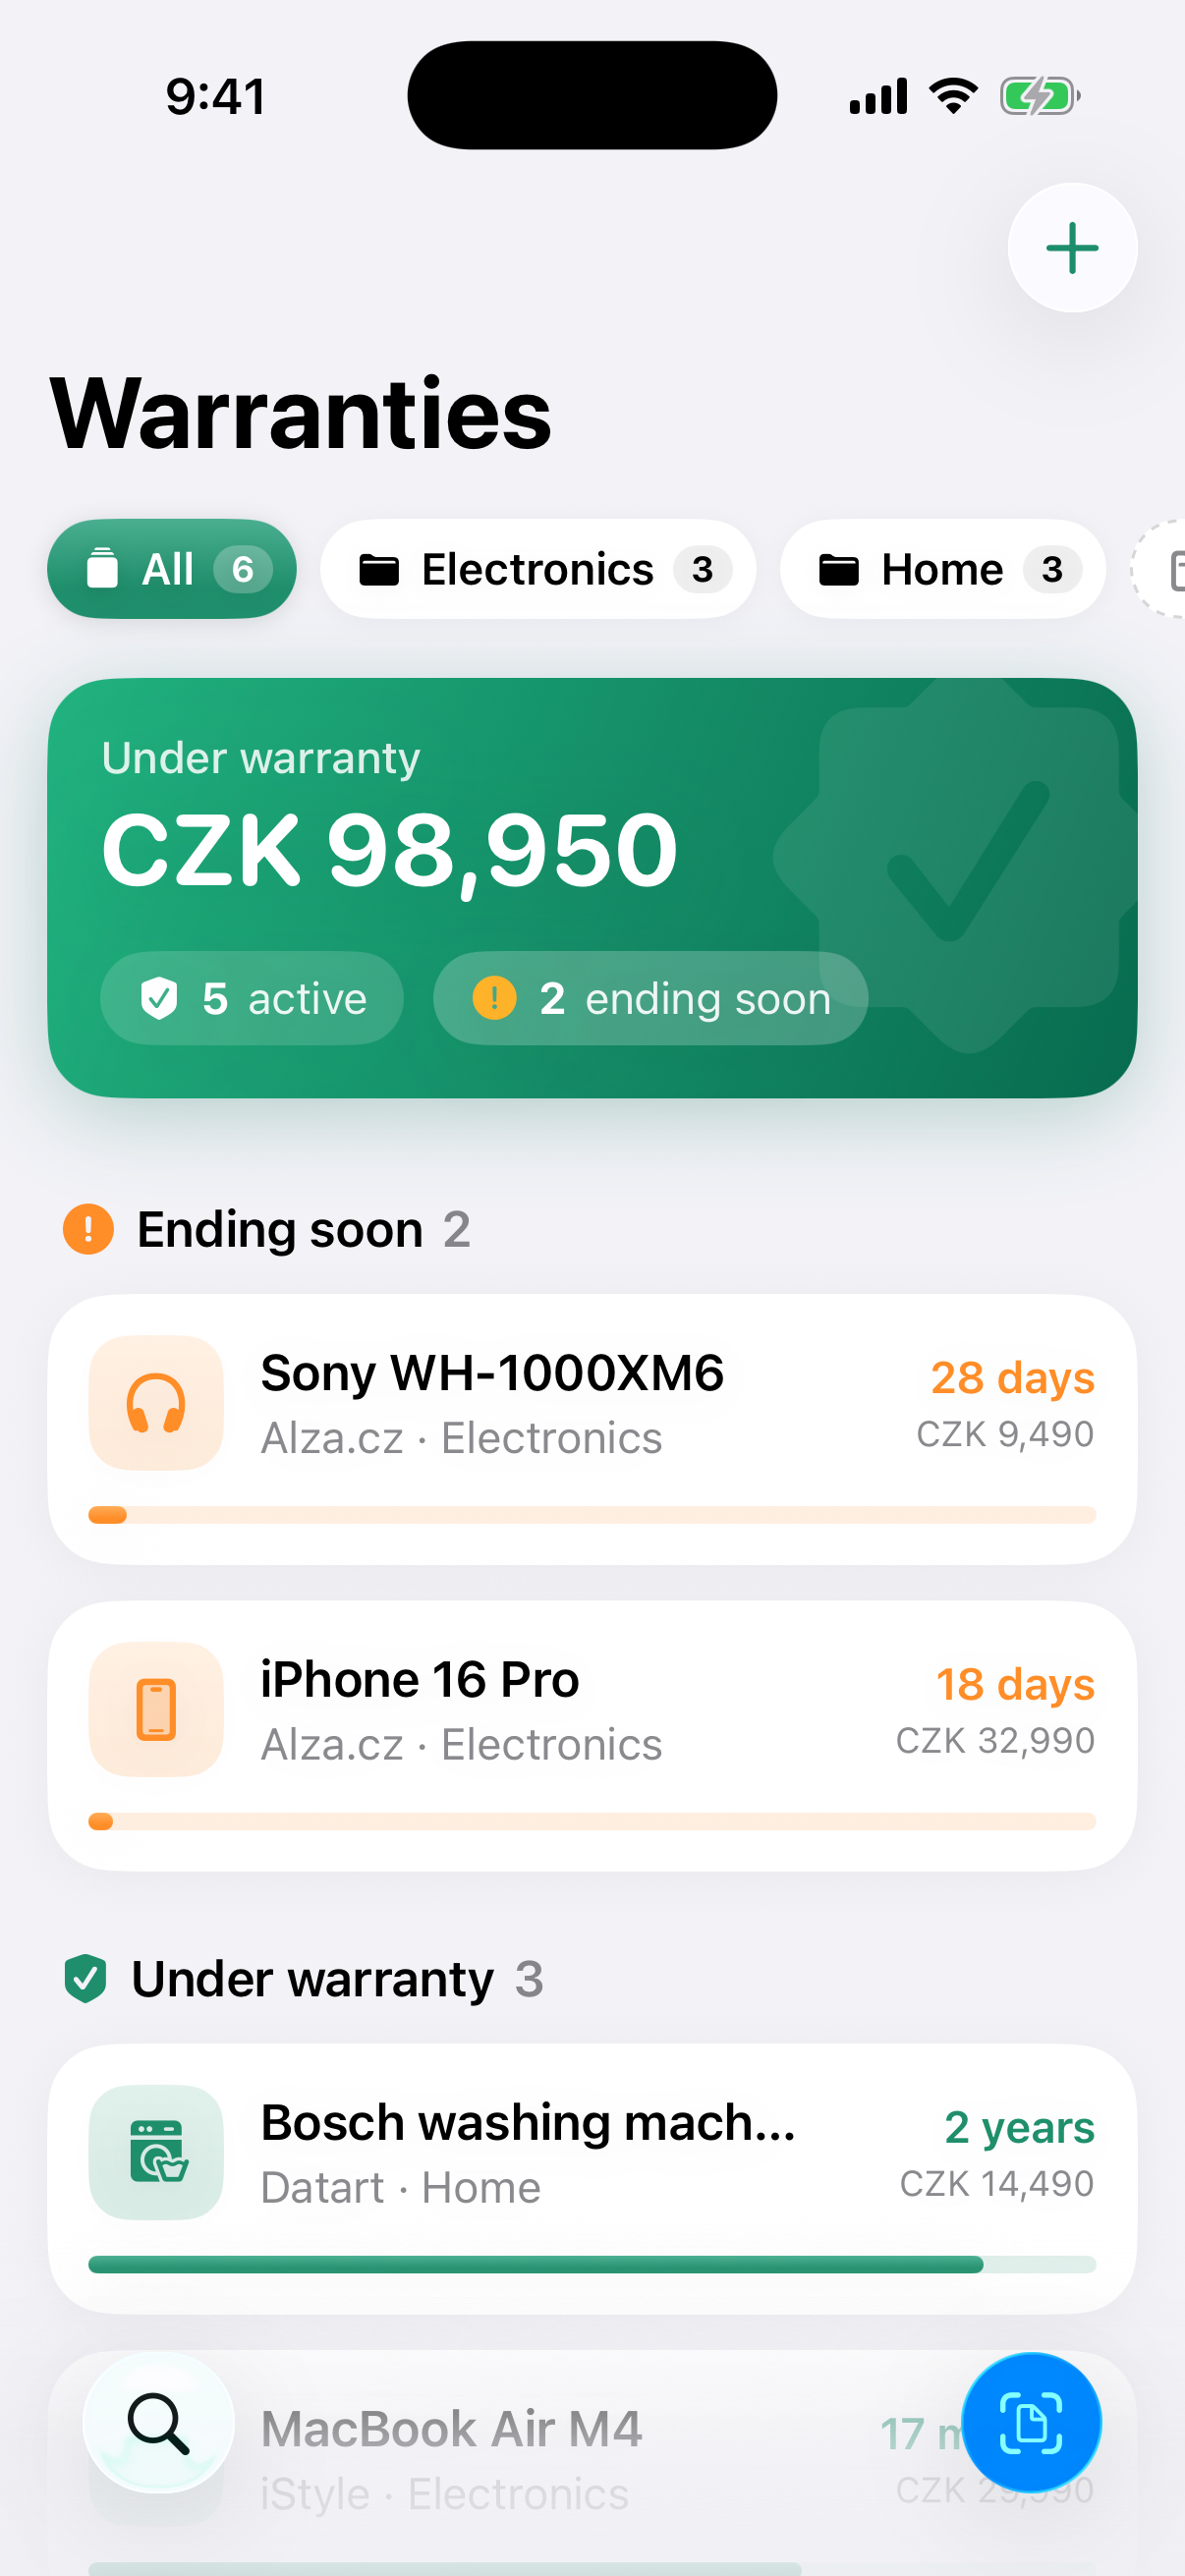 9:41
Warranties
All 6
Electronics 3
Home 3
Under warranty
CZK 98,950
5 active
2 ending soon
Ending soon 2
Sony WH-1000XM6
28 days
Alza.cz · Electronics
CZK 9,490
iPhone 16 Pro
18 days
Alza.cz · Electronics
CZK 32,990
Under warranty 3
Bosch washing mach...
2 years
Datart · Home
CZK 14,490
MacBook Air M4
17 m
iStyle · Electronics
CZK